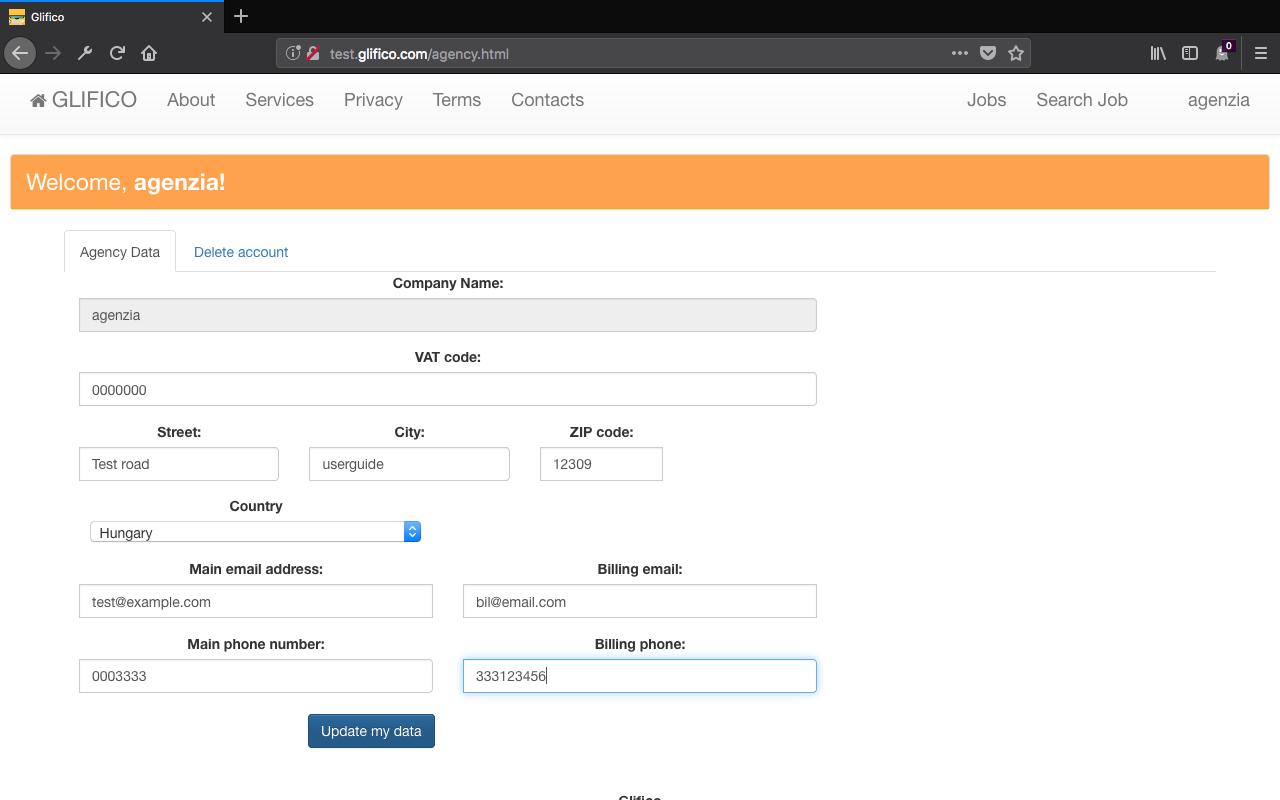 Glifico
test.glifico.com/agency.html
0
GLIFICO About Services Privacy Terms Contacts Jobs Search Job agenzia
Welcome, agenzia!
Agency Data Delete account
Company Name:
agenzia
VAT code:
0000000
Street: City: ZIP code:
Test road userguide 12309
Country
Hungary
Main email address: Billing email:
test@example.com bil@email.com
Main phone number: Billing phone:
0003333 333123456
Update my data
Glifico